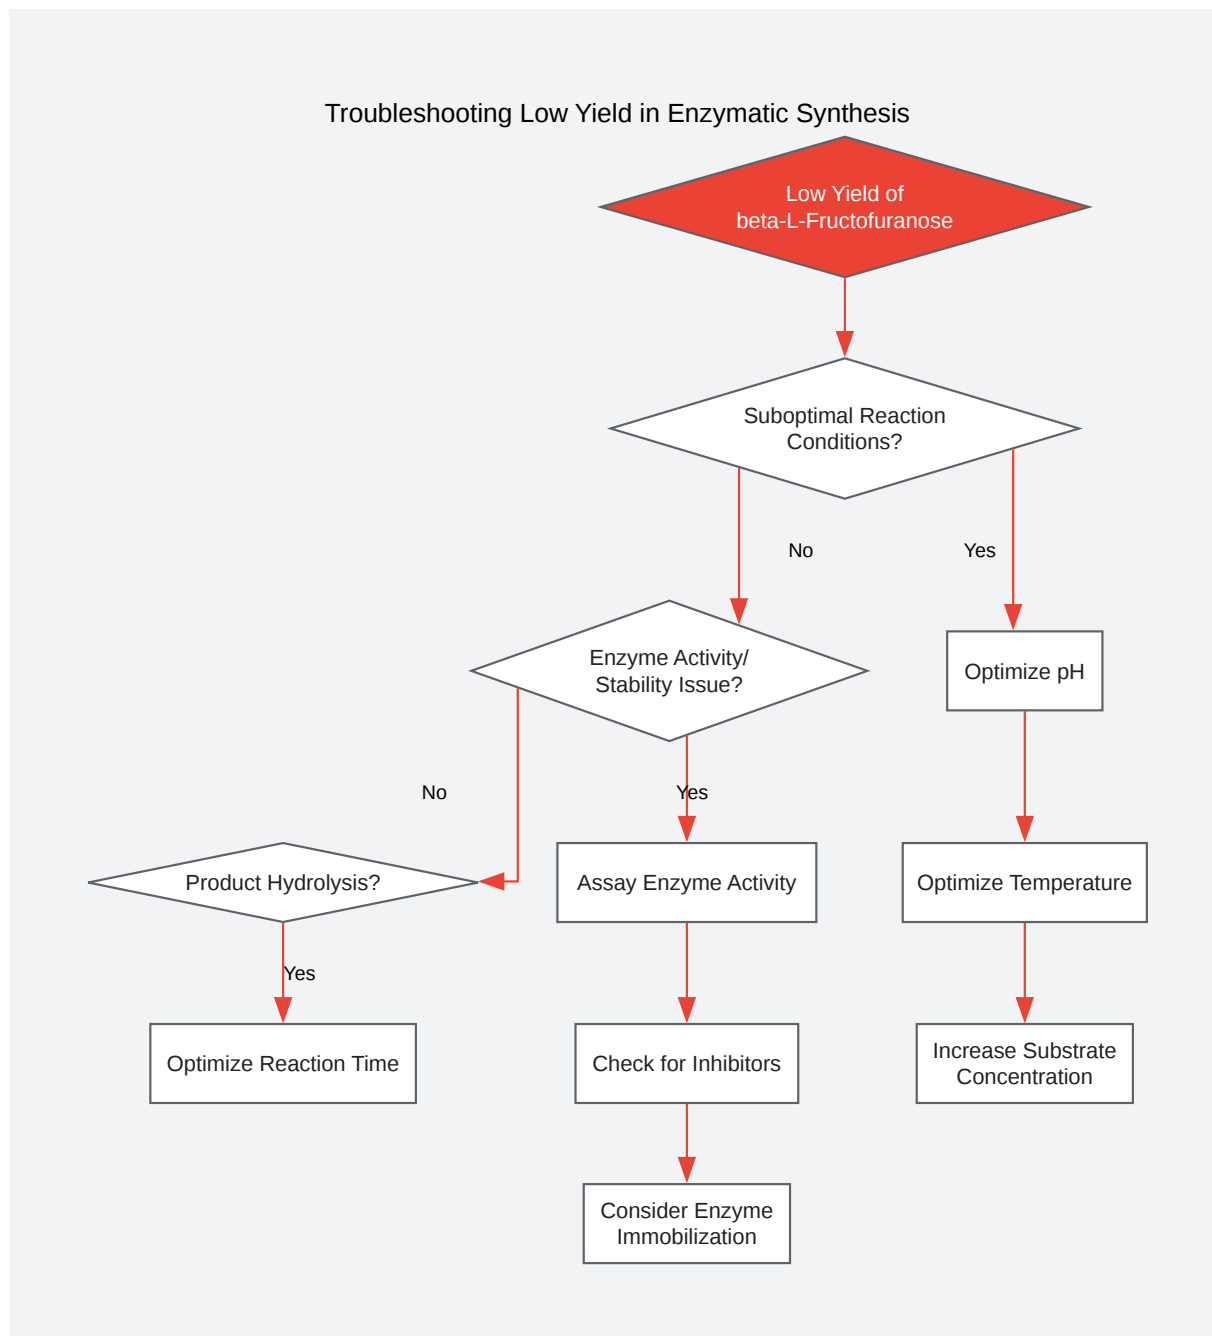 Troubleshooting Low Yield in Enzymatic Synthesis
Low Yield of
beta-L-Fructofuranose
Suboptimal Reaction
Conditions?
No
Yes
Enzyme Activity/
Stability Issue?
Optimize pH
No
Yes
Product Hydrolysis?
Assay Enzyme Activity
Optimize Temperature
Yes
Optimize Reaction Time
Check for Inhibitors
Increase Substrate
Concentration
Consider Enzyme
Immobilization